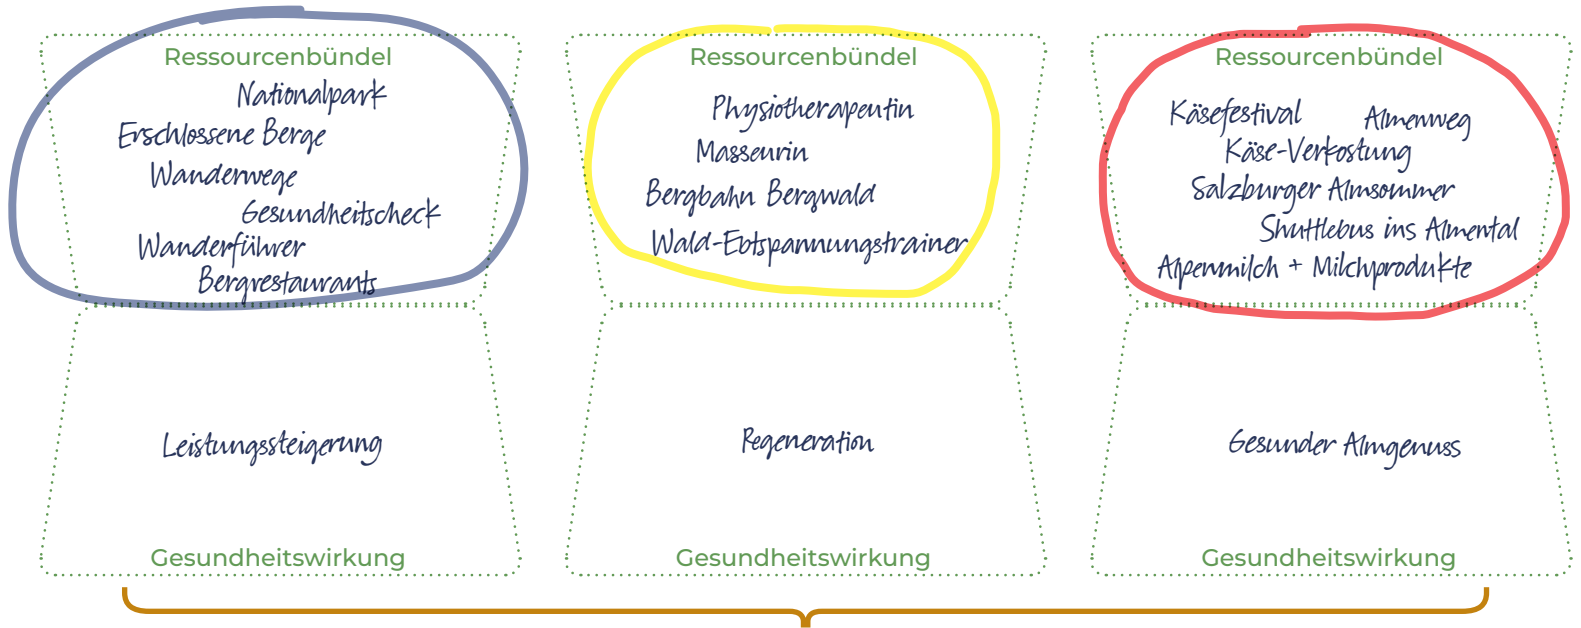 Ressourcenbündel
Nationalpark
Erschlossene Berge
Wanderwege
Gesundheitscheck
Wanderführer
Bergrestaurants
Leistungssteigerung
Gesundheitswirkung
Ressourcenbündel
Physiotherapeutin
Masseurin
Bergbahn Bergwald
Wald-Eotspannungstrainer
Regeneration
Gesundheitswirkung
Ressourcenbündel
Käsefestival Almenweg
Käse-Verkostung
Salzburger Almsommer
Shuttlebus ins Almental
Alpenmilch + Milchprodukte
Gesunder Almgenuss
Gesundheitswirkung